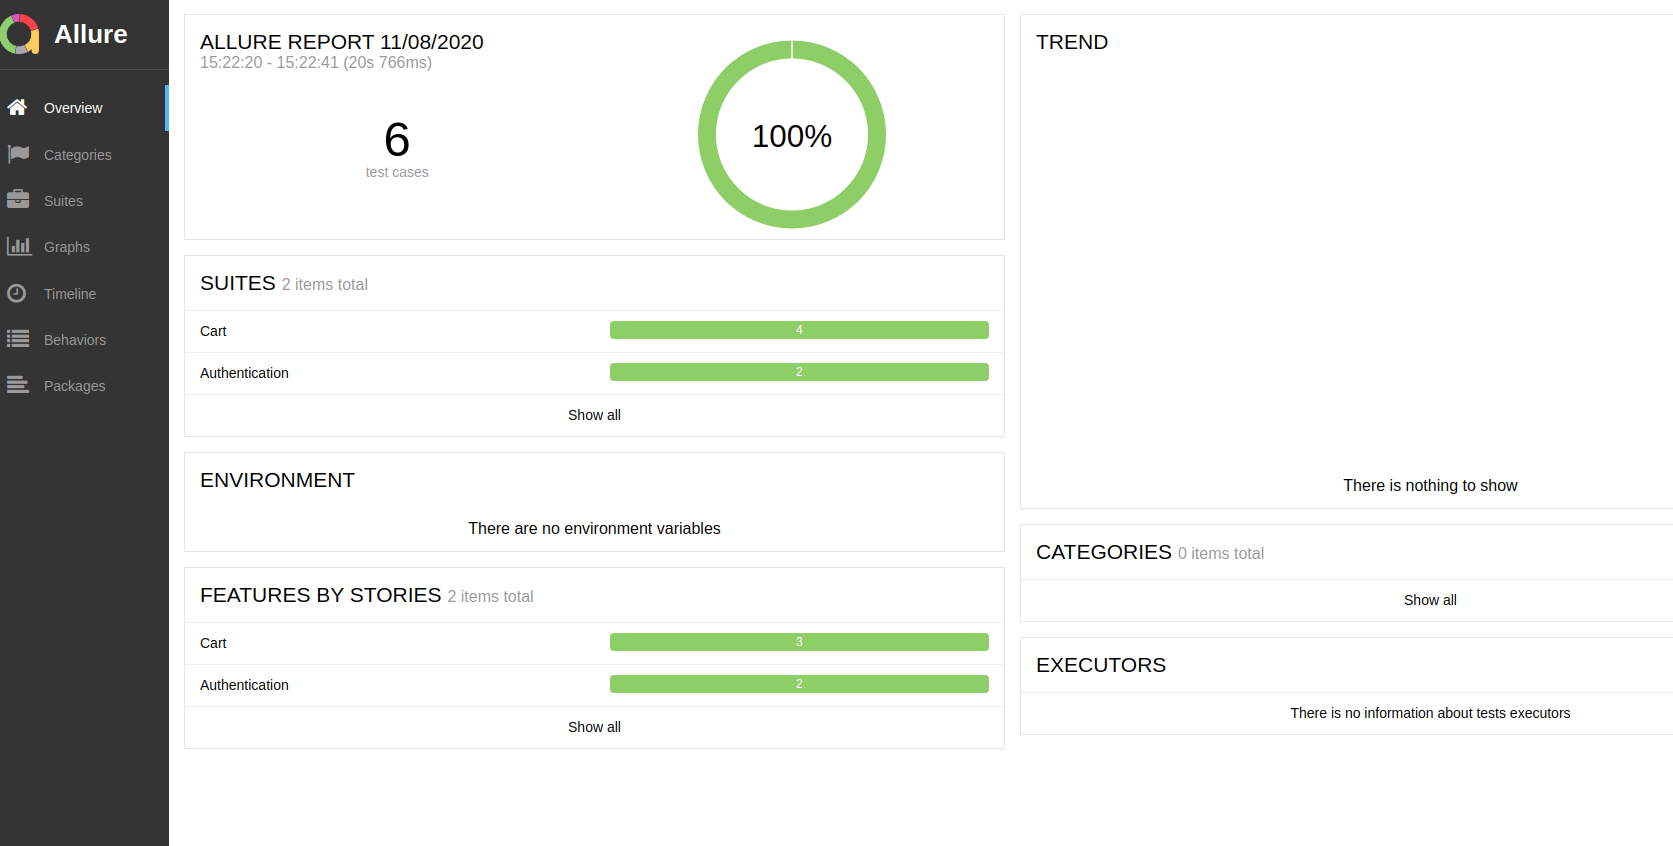 Allure
Overview
Categories
Suites
Graphs
Timeline
Behaviors
Packages
ALLURE REPORT 11/08/2020
15:22:20 - 15:22:41 (20s 766ms)
6
test cases
100%
SUITES 2 items total
Cart 4
Authentication 2
Show all
ENVIRONMENT
There are no environment variables
FEATURES BY STORIES 2 items total
Cart 3
Authentication 2
Show all
TREND
There is nothing to show
CATEGORIES 0 items total
Show all
EXECUTORS
There is no information about tests executors